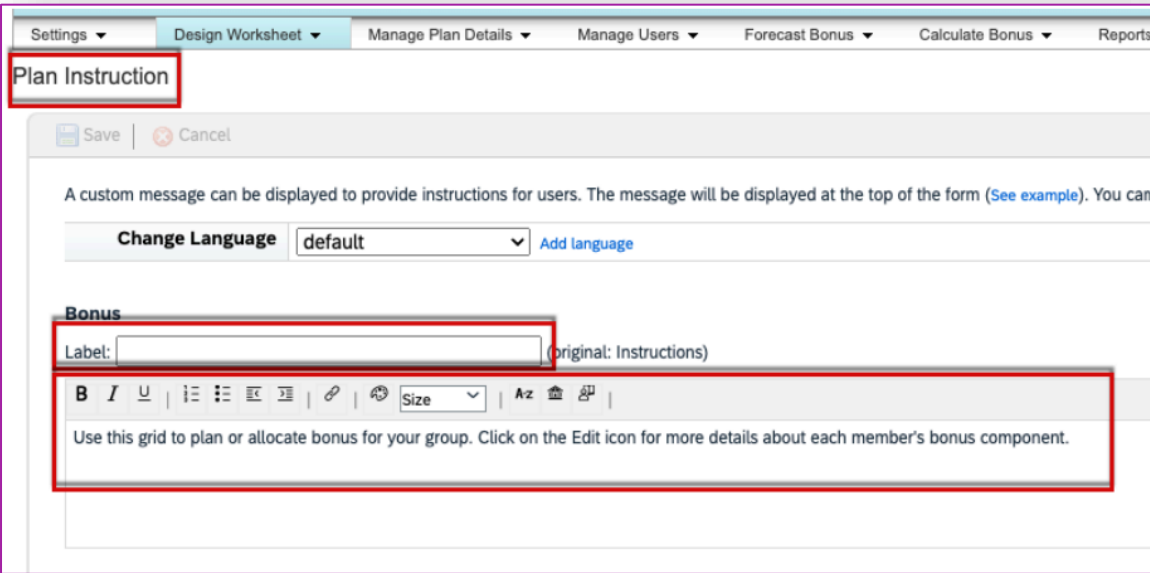 Settings Design Worksheet Manage Plan Details Manage Users Forecast Bonus Calculate Bonus Reports
Plan Instruction
Save Cancel
A custom message can be displayed to provide instructions for users. The message will be displayed at the top of the form (See example). You can
Change Language default Add language
Bonus
Label: (original: Instructions)
B I U Size A-z
Use this grid to plan or allocate bonus for your group. Click on the Edit icon for more details about each member's bonus component.